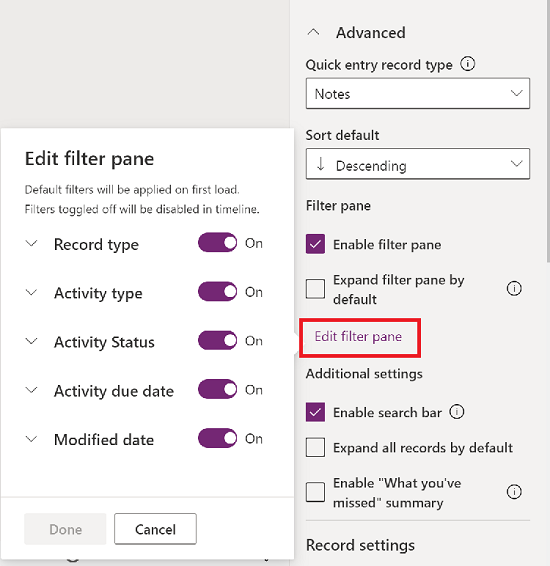 Advanced
Quick entry record type
Notes
Sort default
Descending
Filter pane
Enable filter pane
Expand filter pane by
default
Edit filter pane
Additional settings
Enable search bar
Expand all records by default
Enable "What you've
missed" summary
Record settings
Edit filter pane
Default filters will be applied on first load.
Filters toggled off will be disabled in timeline.
Record type On
Activity type On
Activity Status On
Activity due date On
Modified date On
Done Cancel